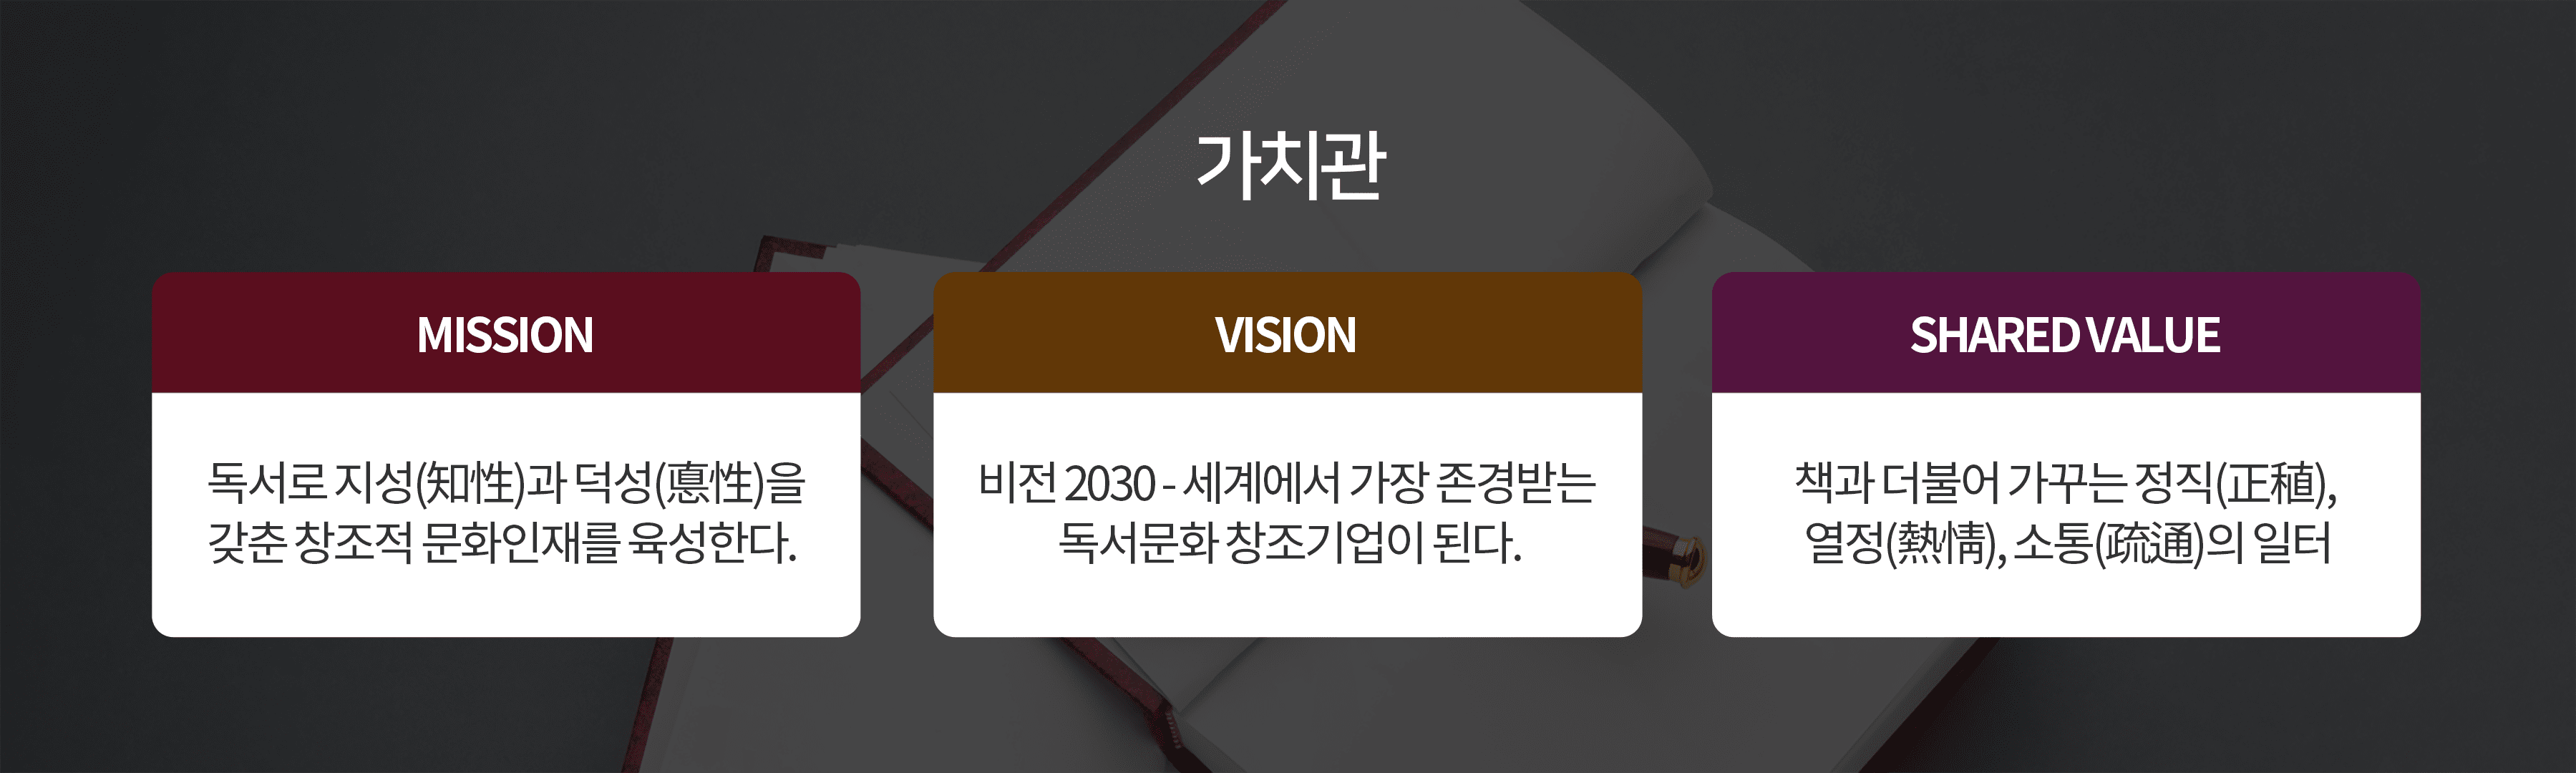 가치관
MISSION
독서로 지성(知性)과 덕성(悳性)을
갖춘 창조적 문화인재를 육성한다.
VISION
비전 2030 - 세계에서 가장 존경받는
독서문화 창조기업이 된다.
SHARED VALUE
책과 더불어 가꾸는 정직(正稙),
열정(熱情), 소통(疏通)의 일터